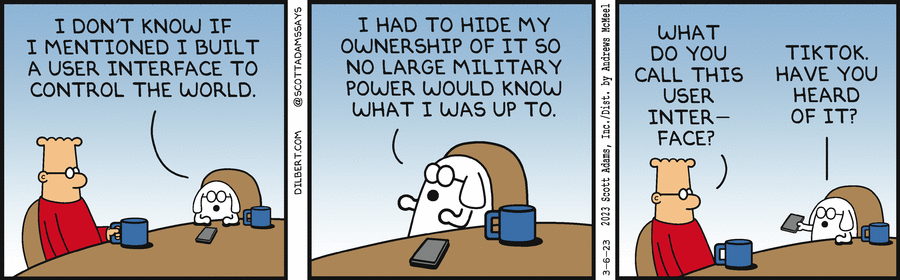 I DON'T KNOW IF
I MENTIONED I BUILT
A USER INTERFACE TO
CONTROL THE WORLD.
DILBERT.COM @SCOTTADAMSSAYS
I HAD TO HIDE MY
OWNERSHIP OF IT SO
NO LARGE MILITARY
POWER WOULD KNOW
WHAT I WAS UP TO.
3-6-23 2023 Scott Adams, Inc./Dist. by Andrews McMeel
WHAT
DO YOU
CALL THIS
USER
INTER-
FACE?
TIKTOK.
HAVE YOU
HEARD
OF IT?